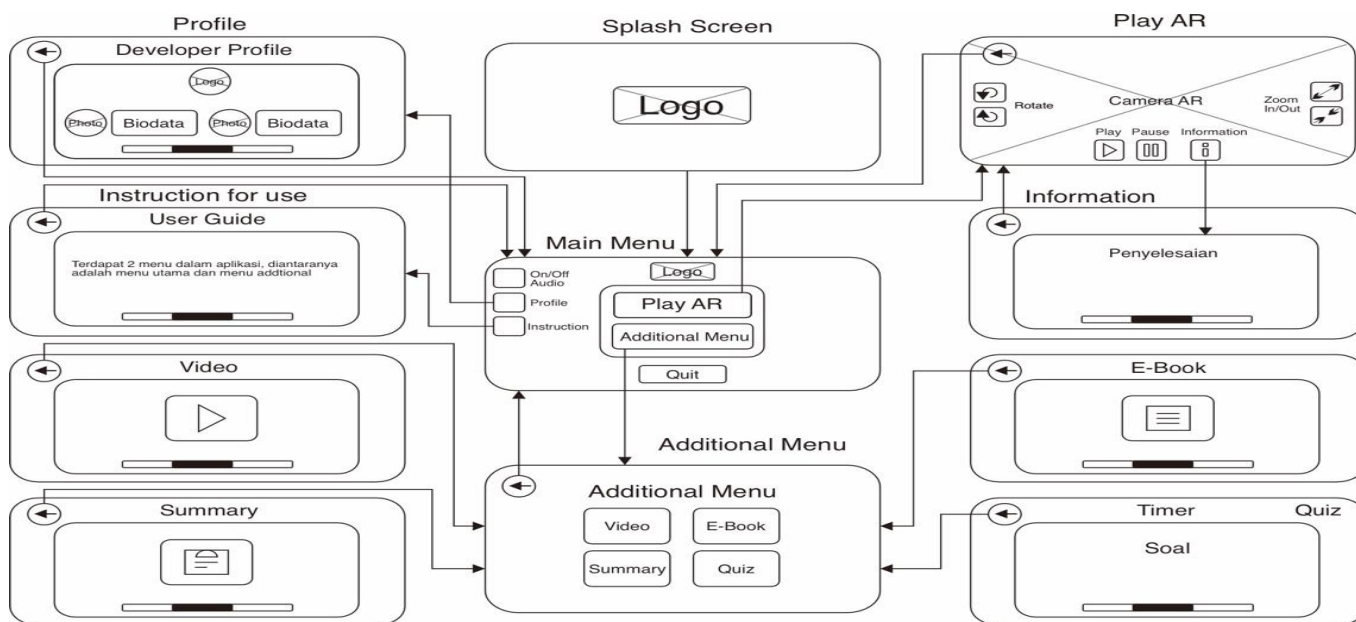 Profile
Developer Profile
Logo
Photo
Biodata
Photo
Biodata
Splash Screen
Logo
Play AR
Rotate
Camera AR
Zoom
In/Out
Play
Pause
Information
Instruction for use
User Guide
Terdapat 2 menu dalam aplikasi, diantaranya
adalah menu utama dan menu addtional
Main Menu
On/Off
Audio
Profile
Instruction
Logo
Play AR
Additional Menu
Quit
Information
Penyelesaian
Video
E-Book
Additional Menu
Additional Menu
Video
E-Book
Summary
Quiz
Summary
Timer
Quiz
Soal